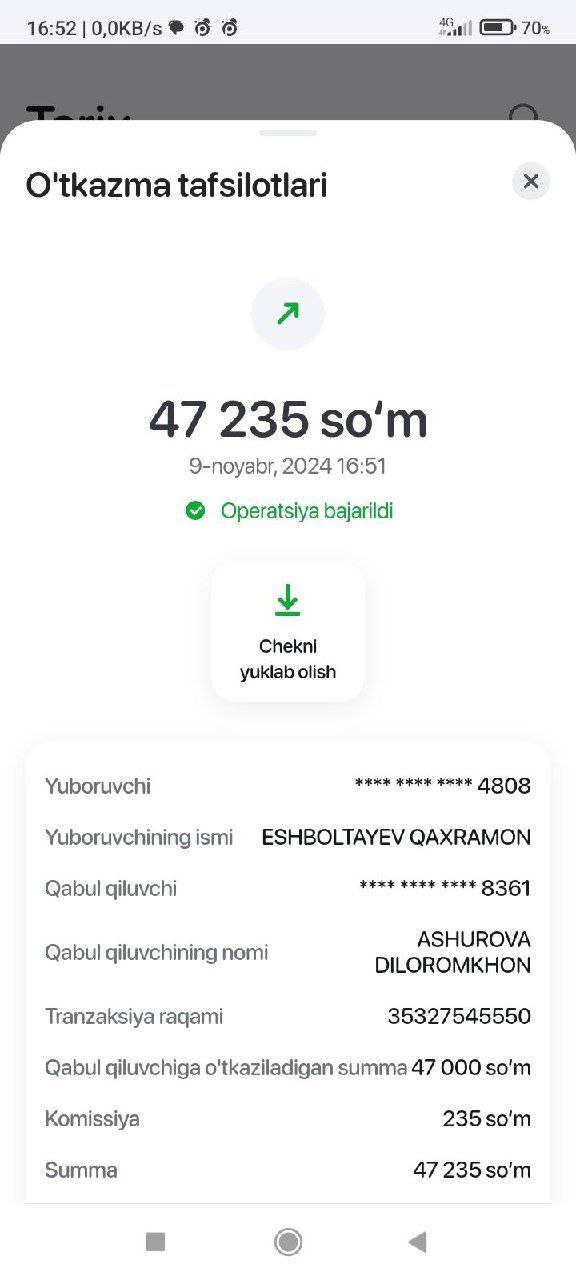 16:52 | 0,0KB/s
4G
70%
Tarix
O'tkazma tafsilotlari
47 235 so‘m
9-noyabr, 2024 16:51
Operatsiya bajarildi
Chekni
yuklab olish
Yuboruvchi **** **** **** 4808
Yuboruvchining ismi ESHBOLTAYEV QAXRAMON
Qabul qiluvchi **** **** **** 8361
Qabul qiluvchining nomi ASHUROVA
DILOROMKHON
Tranzaksiya raqami 35327545550
Qabul qiluvchiga o'tkaziladigan summa 47 000 so‘m
Komissiya 235 so‘m
Summa 47 235 so‘m